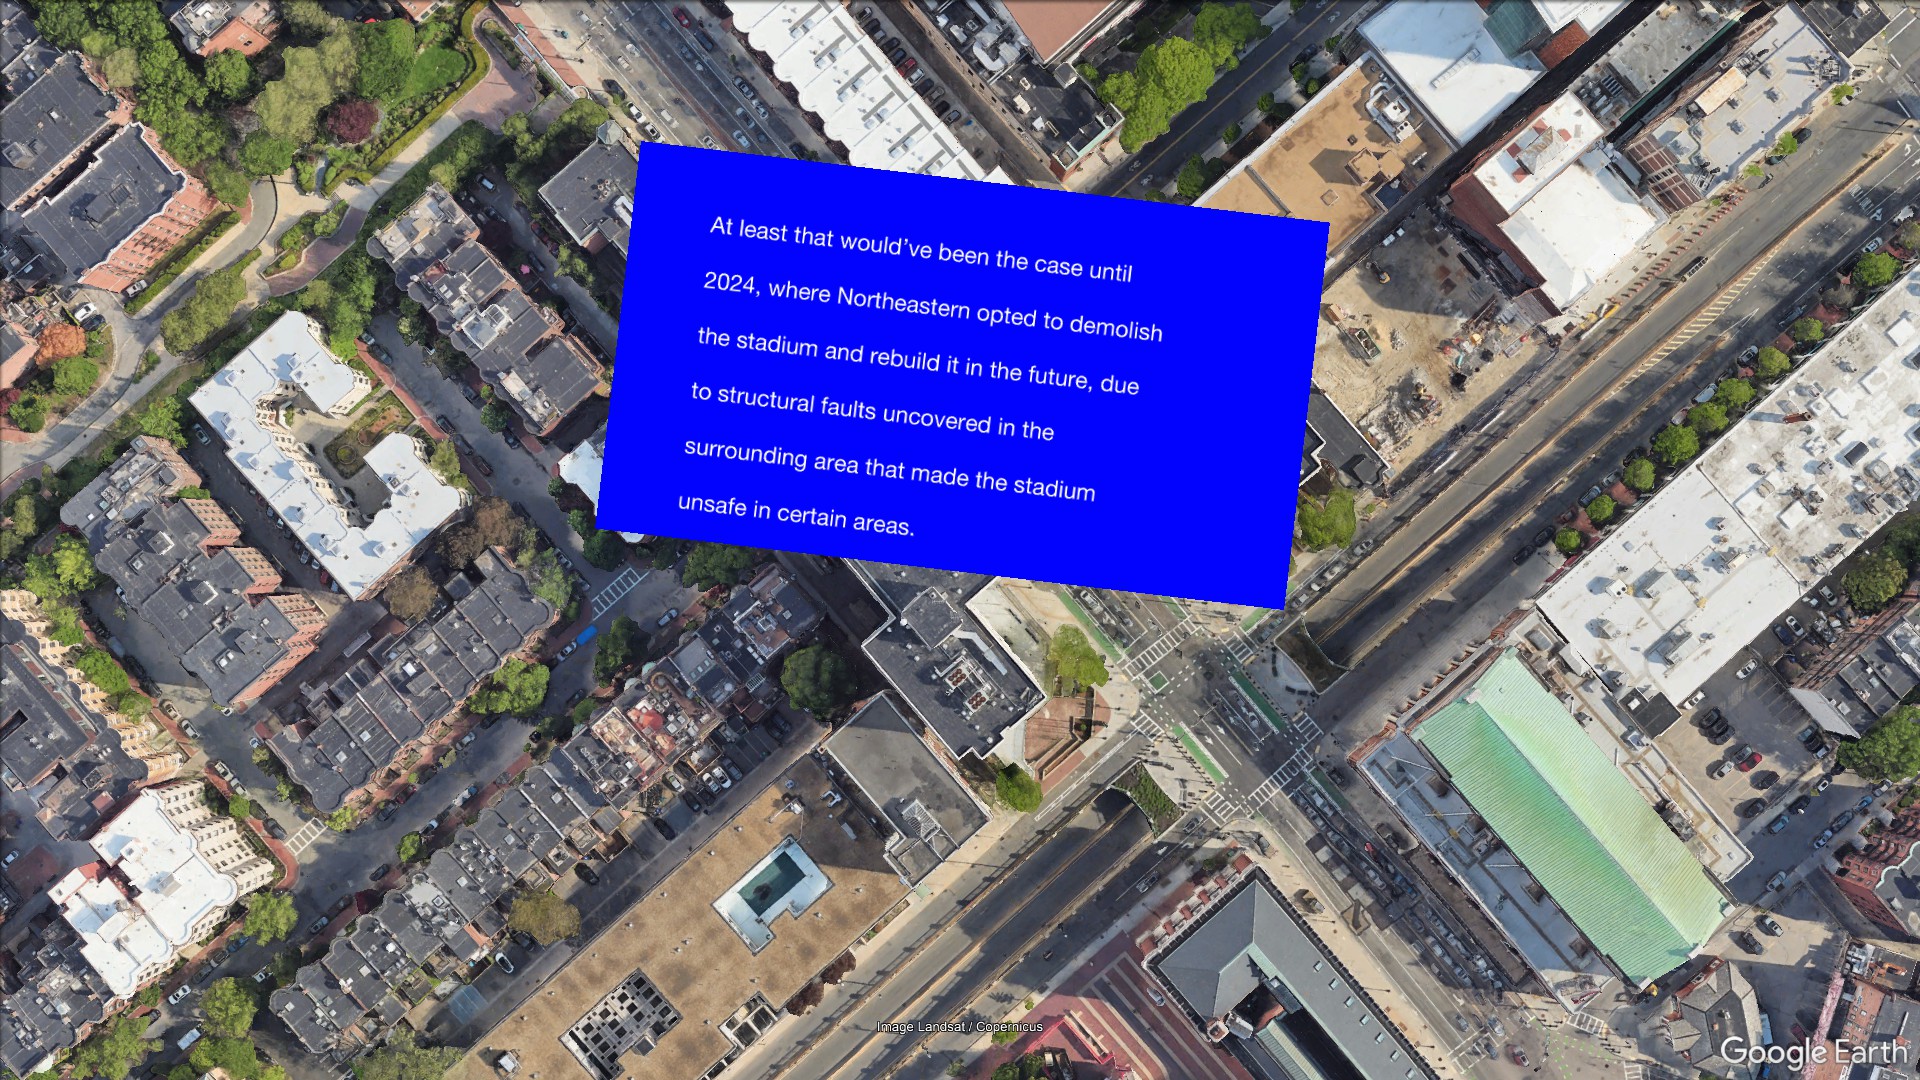 At least that would've been the case until
2024, where Northeastern opted to demolish
the stadium and rebuild it in the future, due
to structural faults uncovered in the
surrounding area that made the stadium
unsafe in certain areas.
Image Landsat / Copernicus
Google Earth